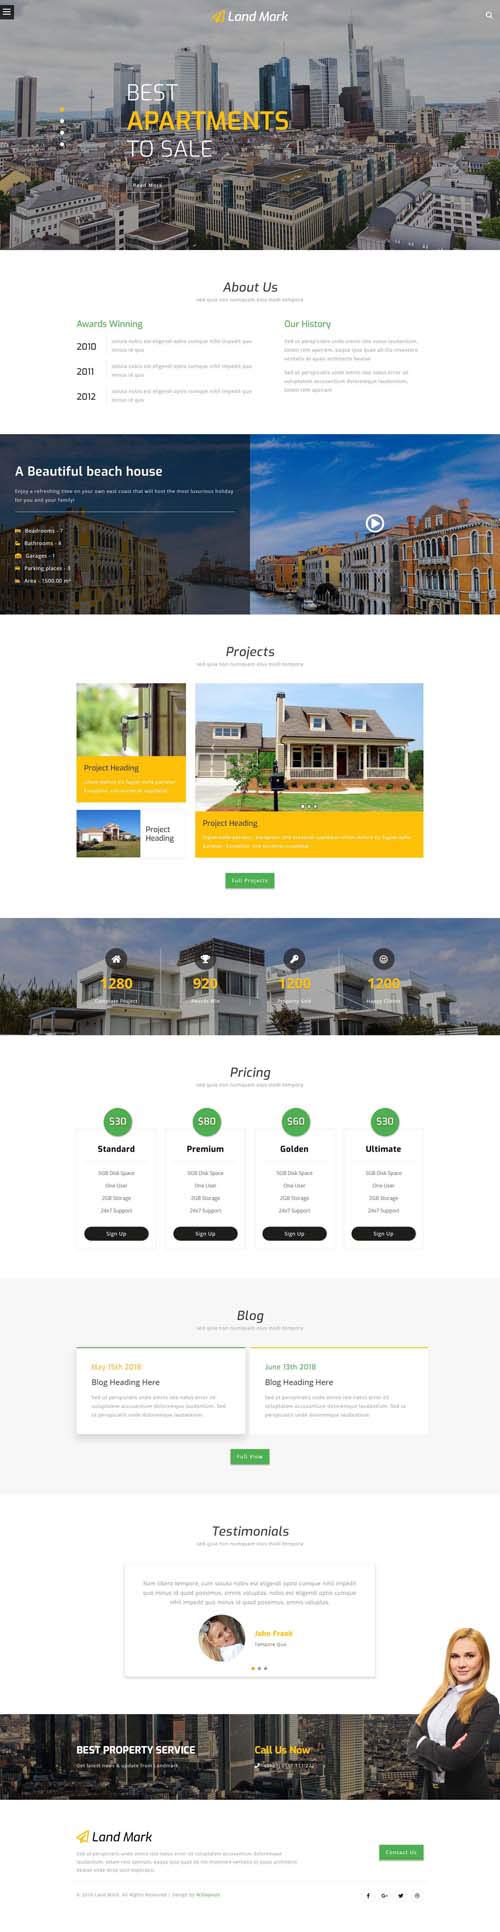 Land Mark
BEST
APARTMENTS
TO SALE
Read More
About Us
sed quia non numquam eius modi tempora
Awards Winning
2010
soluta nobis est eligendi optio cumque nihil impedit quo
minus id quo
2011
soluta nobis est eligendi optio cumque nihil impedit quo
minus id quo
2012
soluta nobis est eligendi optio cumque nihil impedit quo
minus id quo
Our History
Sed ut perspiciatis unde omnis iste natus laudantium,
totam rem aperiam, eaque ipsa quae ab illo inventore
veritatis et quasi architecto beatae
Sed ut perspiciatis unde omnis iste natus error sit
voluptatem accusantium doloremque laudantium,
totam rem aperiam
A Beautiful beach house
Enjoy a refreshing time on your own east coast that will host the most luxurious holiday
for you and your family!
Beadrooms - 7
Bathrooms - 4
Garages - 1
Parking places - 3
Area - 1500.00 m²
Projects
sed quia non numquam eius modi tempora
Project Heading
Project
Heading
Project Heading
Full Projects
1280
Complete Project
920
Awards Win
1200
Property Sold
1200
Happy Clients
Pricing
sed quia non numquam eius modi tempora
$30
Standard
5GB Disk Space
One User
2GB Storage
24x7 Support
Sign Up
$80
Premium
5GB Disk Space
One User
2GB Storage
24x7 Support
Sign Up
$60
Golden
5GB Disk Space
One User
2GB Storage
24x7 Support
Sign Up
$30
Ultimate
5GB Disk Space
One User
2GB Storage
24x7 Support
Sign Up
Blog
sed quia non numquam eius modi tempora
May 15th 2018
Blog Heading Here
Sed ut perspiciatis unde omnis iste natus error sit
voluptatem accusantium doloremque laudantium. Sed
ut perspiciatis unde doloremque laudantium.
June 13th 2018
Blog Heading Here
Sed ut perspiciatis unde omnis iste natus error sit
voluptatem accusantium doloremque laudantium. Sed
ut perspiciatis unde doloremque laudantium.
Full View
Testimonials
sed quia non numquam eius modi tempora
Nam libero tempore, cum soluta nobis est eligendi optio cumque nihil impedit
quo minus id quod possimus, omnis voluptas. nobis est eligendi optio cumque
nihil impedit quo minus id quod possimus, omnis voluptas.
John Frank
Tempore Quo
BEST PROPERTY SERVICE
Get latest news & update from Landmark
Call Us Now
Land Mark
Sed ut perspiciatis unde omnis iste natus error sit voluptatem accusantium doloremque
laudantium, totam rem aperiam, eaque ipsa quae ab illo inventore veritatis et quasi architecto
beatae unde omnis iste natus error sit voluptatem
Contact Us
© 2018 Land Mark. All Rights Reserved | Design by W3layouts